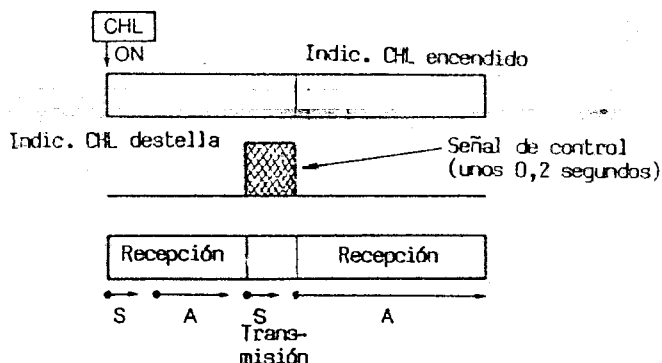 CHL
ON
Indic. CHL encendido
Indic. CHL destella
Señal de control
(unos 0,2 segundos)
Recepción
Recepción
S
A
S
A
Trans-
misión